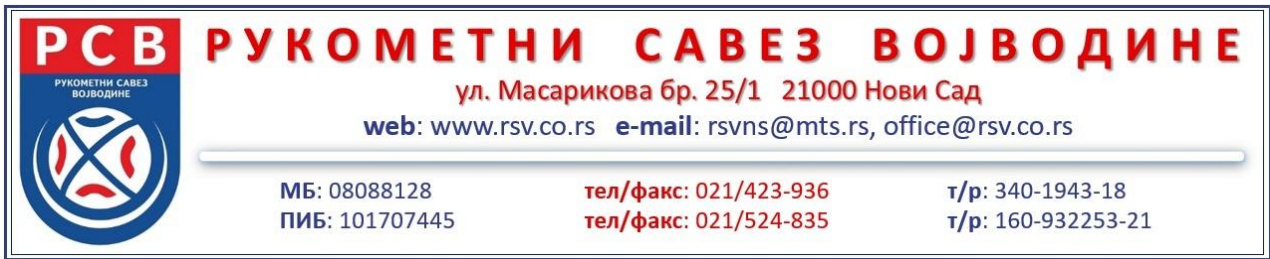 РСВ
РУКОМЕТНИ САВЕЗ
ВОЈВОДИНЕ
РУКОМЕТНИ САВЕЗ ВОЈВОДИНЕ
ул. Масарикова бр. 25/1 21000 Нови Сад
web: www.rsv.co.rs e-mail: rsvns@mts.rs, office@rsv.co.rs
МБ: 08088128 тел/факс: 021/423-936 т/р: 340-1943-18
ПИБ: 101707445 тел/факс: 021/524-835 т/р: 160-932253-21